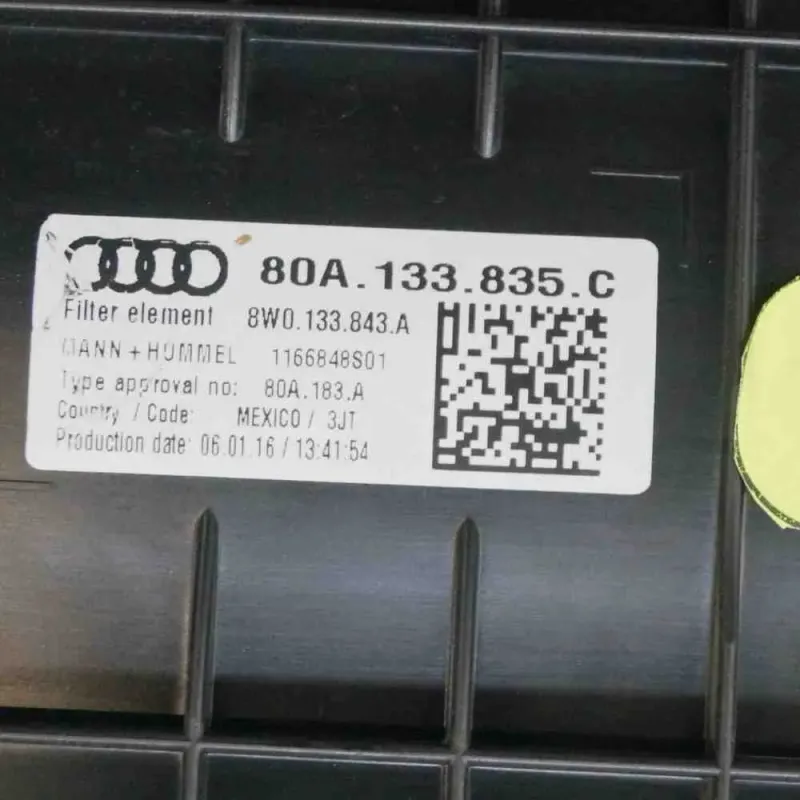 80A.133.835.C
Filter element 8W0.133.843.A
MANN + HUMMEL 1166848S01
Type approval no: 80A.183.A
Country / Code: MEXICO / 3JT
Production date: 06.01.16 / 13:41:54